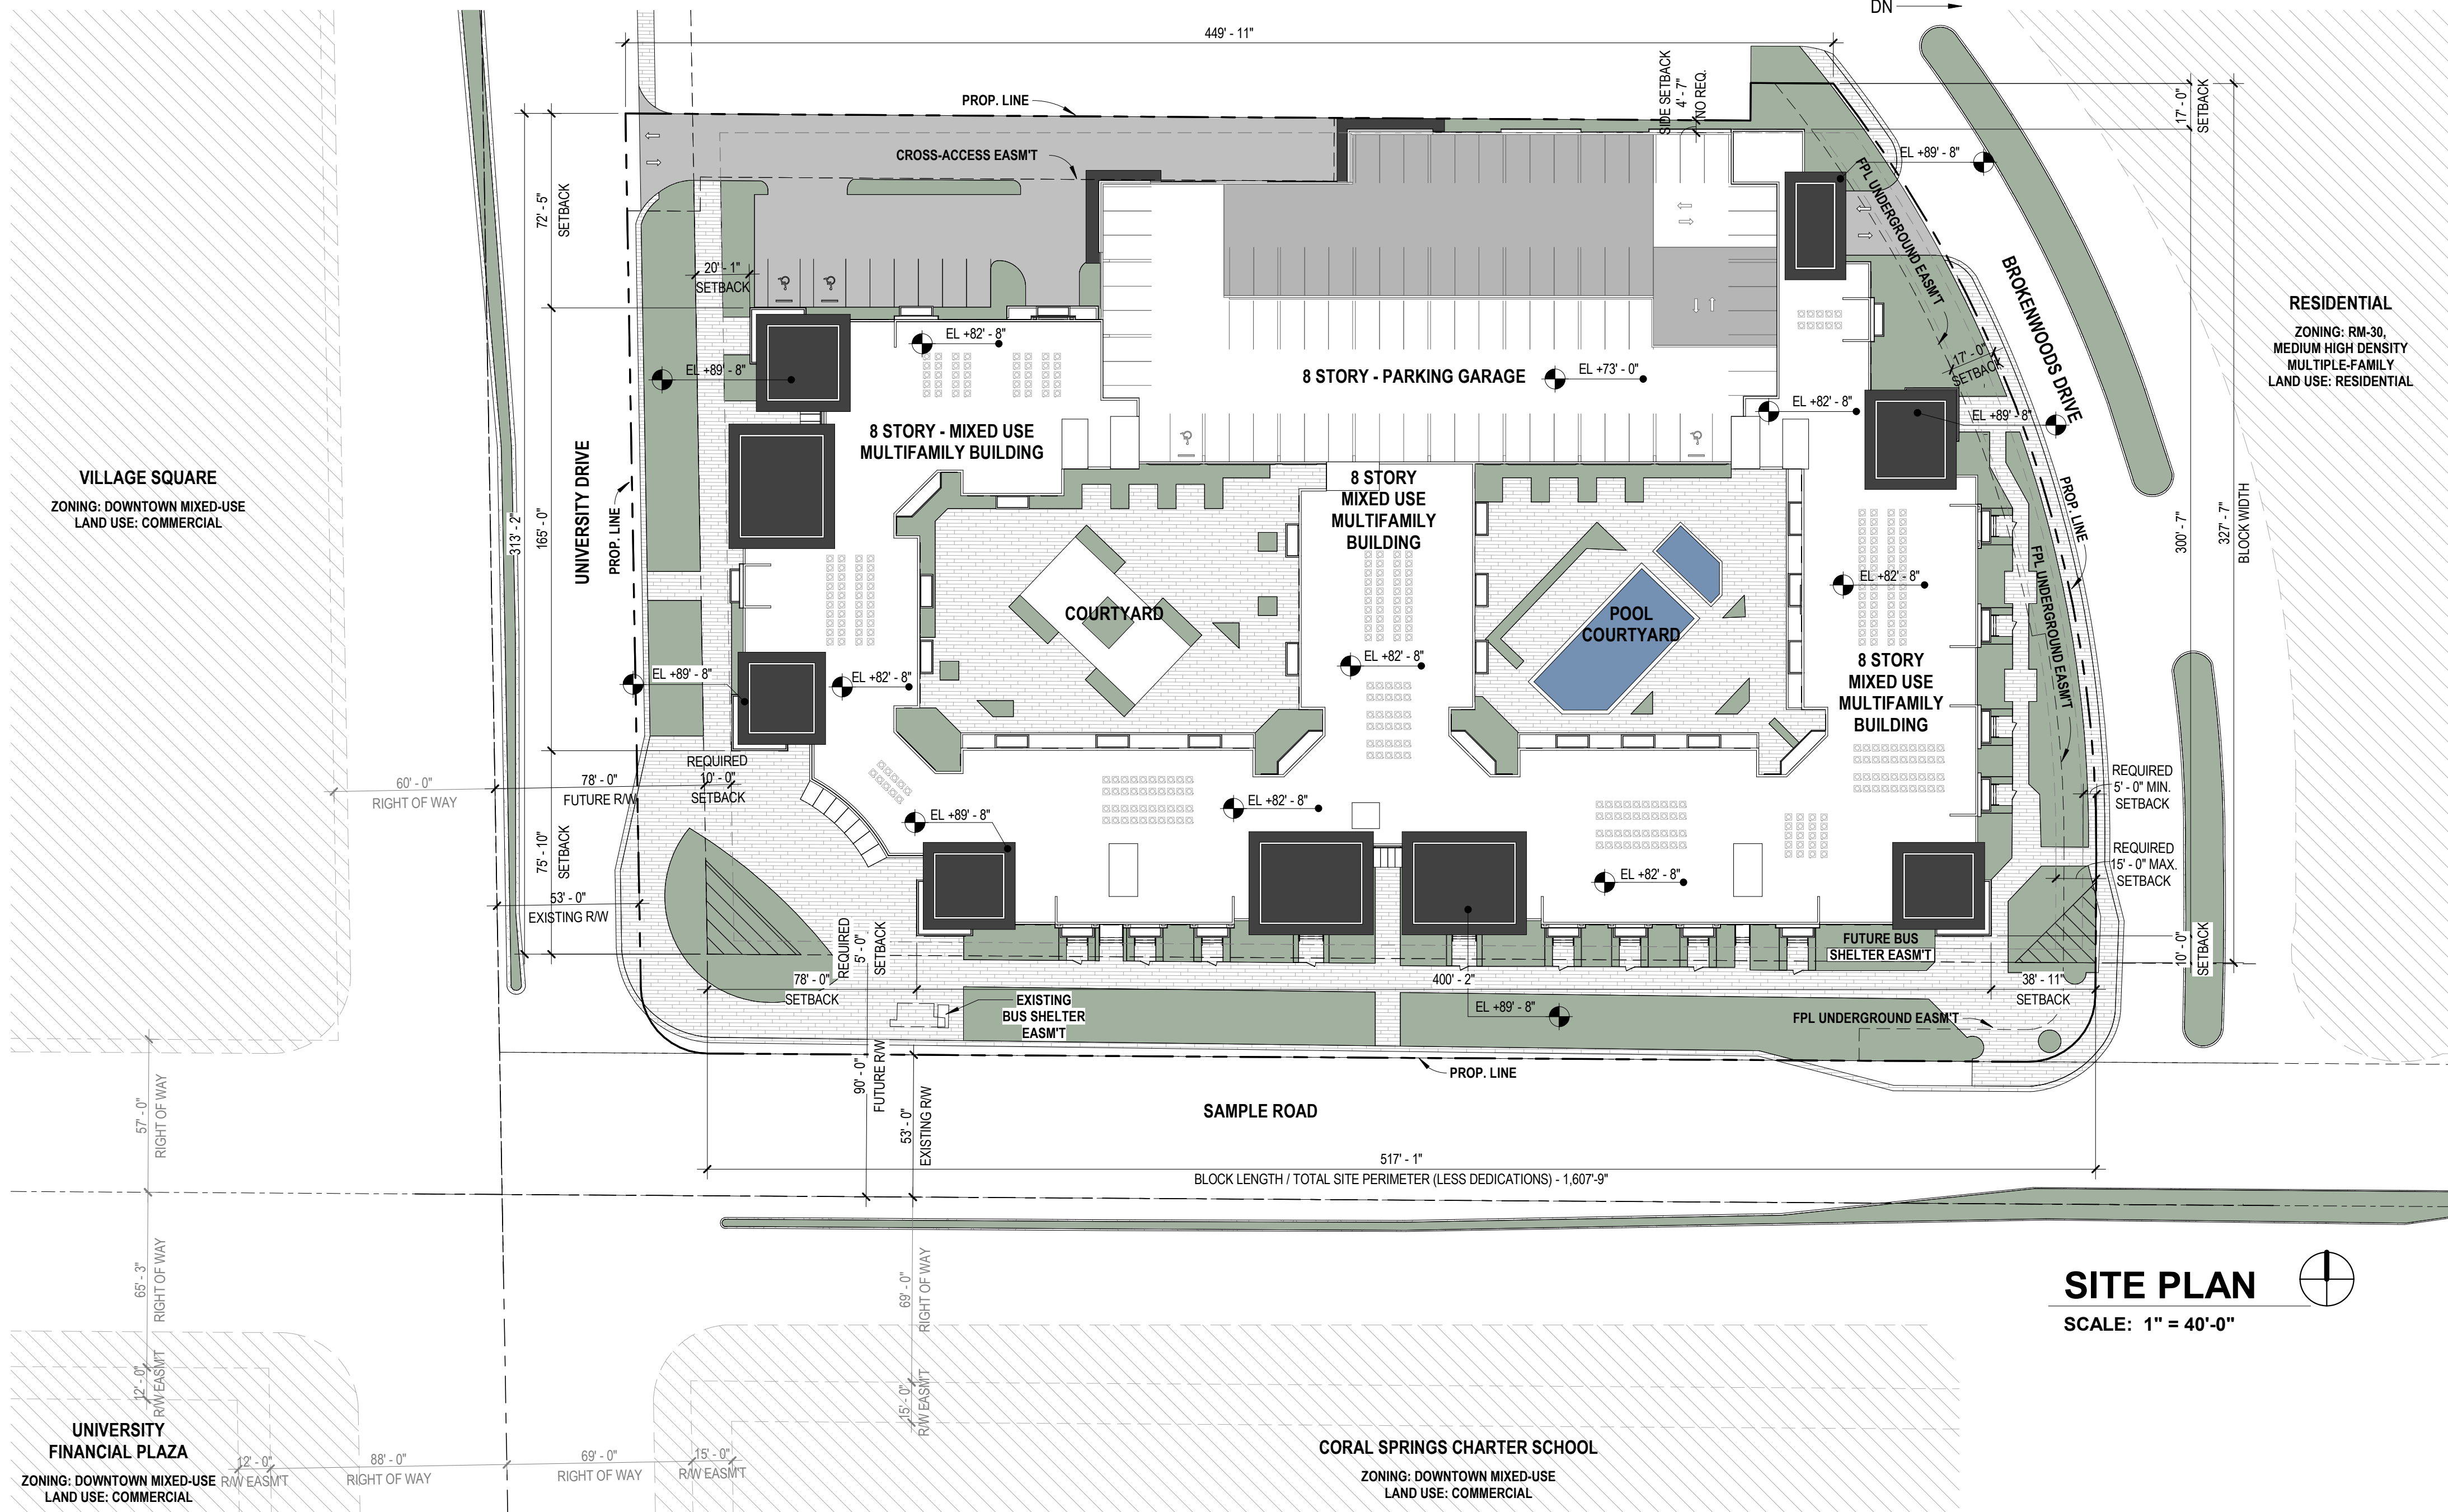 DN
449' - 11"
PROP. LINE
SIDE SETBACK
4' - 7"
NO REQ.
17' - 0"
SETBACK
CROSS-ACCESS EASM'T
EL +89' - 8"
FPL UNDERGROUND EASM'T
72' - 5"
SETBACK
20' - 1"
SETBACK
BROKENWOODS DRIVE
RESIDENTIAL
ZONING: RM-30,
MEDIUM HIGH DENSITY
MULTIPLE-FAMILY
LAND USE: RESIDENTIAL
EL +82' - 8"
EL +89' - 8"
8 STORY - PARKING GARAGE
EL +73' - 0"
17' - 0"
SETBACK
EL +82' - 8"
EL +89' - 8"
8 STORY - MIXED USE
MULTIFAMILY BUILDING
VILLAGE SQUARE
ZONING: DOWNTOWN MIXED-USE
LAND USE: COMMERCIAL
UNIVERSITY DRIVE
PROP. LINE
313' - 2"
165' - 0"
8 STORY
MIXED USE
MULTIFAMILY
BUILDING
PROP. LINE
300' - 7"
327' - 7"
BLOCK WIDTH
COURTYARD
POOL
COURTYARD
EL +82' - 8"
FPL UNDERGROUND EASM'T
EL +89' - 8"
EL +82' - 8"
EL +82' - 8"
8 STORY
MIXED USE
MULTIFAMILY
BUILDING
60' - 0"
RIGHT OF WAY
78' - 0"
FUTURE R/W
REQUIRED
10' - 0"
SETBACK
REQUIRED
5' - 0" MIN.
SETBACK
EL +89' - 8"
EL +82' - 8"
75' - 10"
SETBACK
REQUIRED
15' - 0" MAX.
SETBACK
EL +82' - 8"
53' - 0"
EXISTING R/W
REQUIRED
5' - 0"
SETBACK
FUTURE BUS
SHELTER EASM'T
10' - 0"
SETBACK
78' - 0"
SETBACK
400' - 2"
38' - 11"
SETBACK
EXISTING
BUS SHELTER
EASM'T
EL +89' - 8"
FPL UNDERGROUND EASM'T
90' - 0"
FUTURE R/W
PROP. LINE
57' - 0"
RIGHT OF WAY
53' - 0"
EXISTING R/W
SAMPLE ROAD
517' - 1"
BLOCK LENGTH / TOTAL SITE PERIMETER (LESS DEDICATIONS) - 1,607'-9"
65' - 3"
RIGHT OF WAY
69' - 0"
RIGHT OF WAY
SITE PLAN
SCALE: 1" = 40'-0"
12' - 0"
R/W EASM'T
15' - 0"
R/W EASM'T
UNIVERSITY
FINANCIAL PLAZA
ZONING: DOWNTOWN MIXED-USE
LAND USE: COMMERCIAL
12' - 0"
R/W EASM'T
88' - 0"
RIGHT OF WAY
69' - 0"
RIGHT OF WAY
15' - 0"
R/W EASM'T
CORAL SPRINGS CHARTER SCHOOL
ZONING: DOWNTOWN MIXED-USE
LAND USE: COMMERCIAL